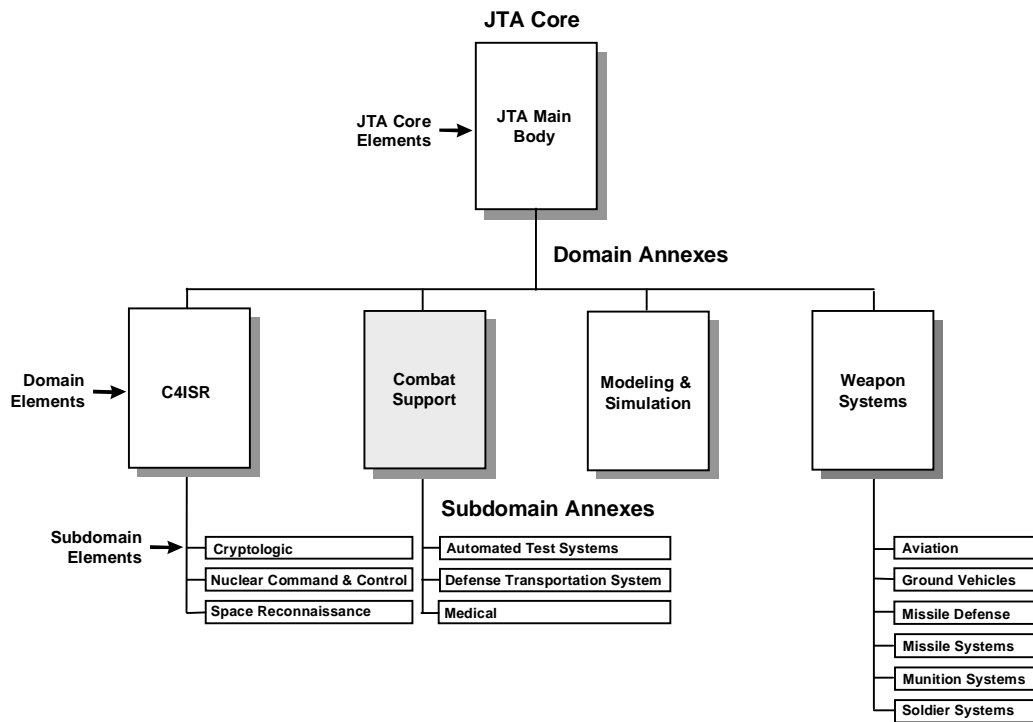 JTA Core
JTA Core
Elements
JTA Main
Body
Domain Annexes
Domain
Elements
C4ISR
Combat
Support
Modeling &
Simulation
Weapon
Systems
Subdomain Annexes
Subdomain
Elements
Cryptologic
Nuclear Command & Control
Space Reconnaissance
Automated Test Systems
Defense Transportation System
Medical
Aviation
Ground Vehicles
Missile Defense
Missile Systems
Munition Systems
Soldier Systems